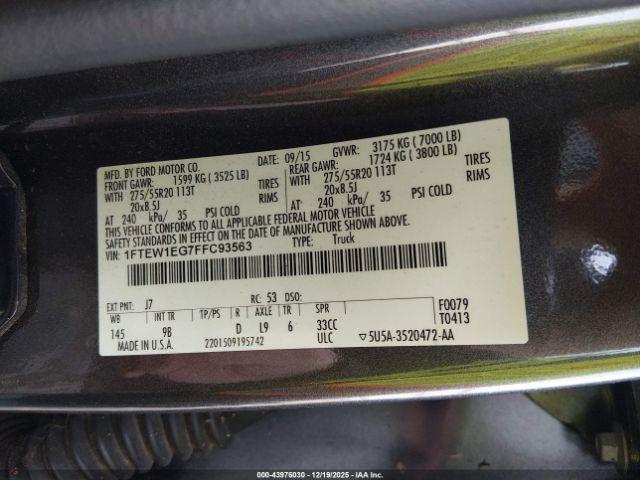 MFD. BY FORD MOTOR CO.
DATE: 09/15 GVWR: 3175 KG ( 7000 LB)
FRONT GAWR: 1599 KG ( 3525 LB) REAR GAWR: 1724 KG ( 3800 LB)
WITH 275/55R20 113T TIRES WITH 275/55R20 113T TIRES
20x8.5J RIMS 20x8.5J RIMS
AT 240 kPa/ 35 PSI COLD AT 240 kPa/ 35 PSI COLD
THIS VEHICLE CONFORMS TO ALL APPLICABLE FEDERAL MOTOR VEHICLE
SAFETY STANDARDS IN EFFECT ON THE DATE OF MANUFACTURE SHOWN ABOVE.
VIN: 1FTEW1EG7FFC93563 TYPE: Truck
EXT PNT: J7 RC: 53 DSO:
WB INT TR TP/PS R AXLE TR SPR F0079
145 9B D L9 6 33CC T0413
MADE IN U.S.A. 2201509195742 ULC ▽5U5A-3520472-AA
STOCK #: 43976030 - 12/19/2025 - IAA Inc.